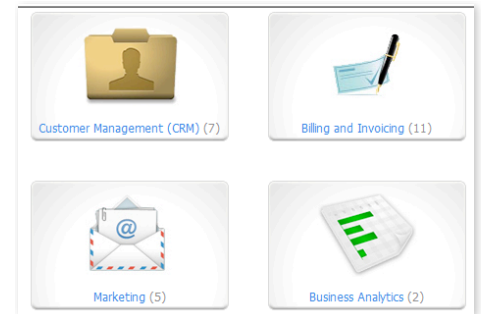 Customer Management (CRM) (7)
Billing and Invoicing (11)
@
Marketing (5)
Business Analytics (2)